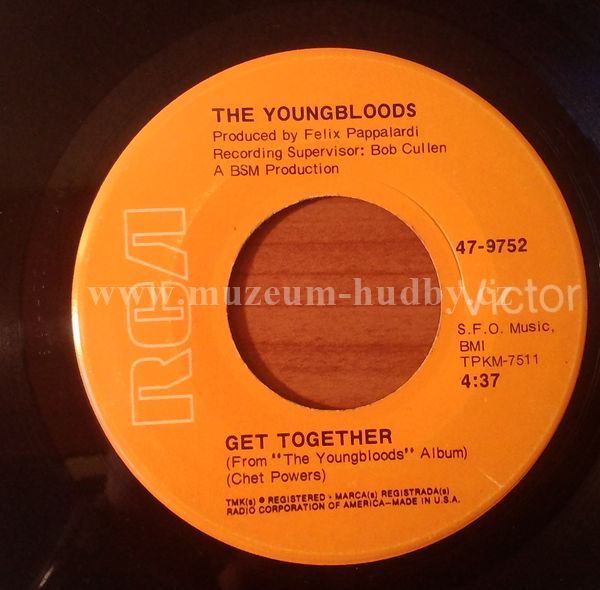 THE YOUNGBLOODS
Produced by Felix Pappalardi
Recording Supervisor: Bob Cullen
A BSM Production
RCA
47-9752
www.muzeum-hudby.cz
Victor
S.F.O. Music,
BMI
TPKM-7511
4:37
GET TOGETHER
(From "The Youngbloods" Album)
(Chet Powers)
TMK(s) ® REGISTERED • MARCA(s) REGISTRADA(S)
RADIO CORPORATION OF AMERICA—MADE IN U.S.A.